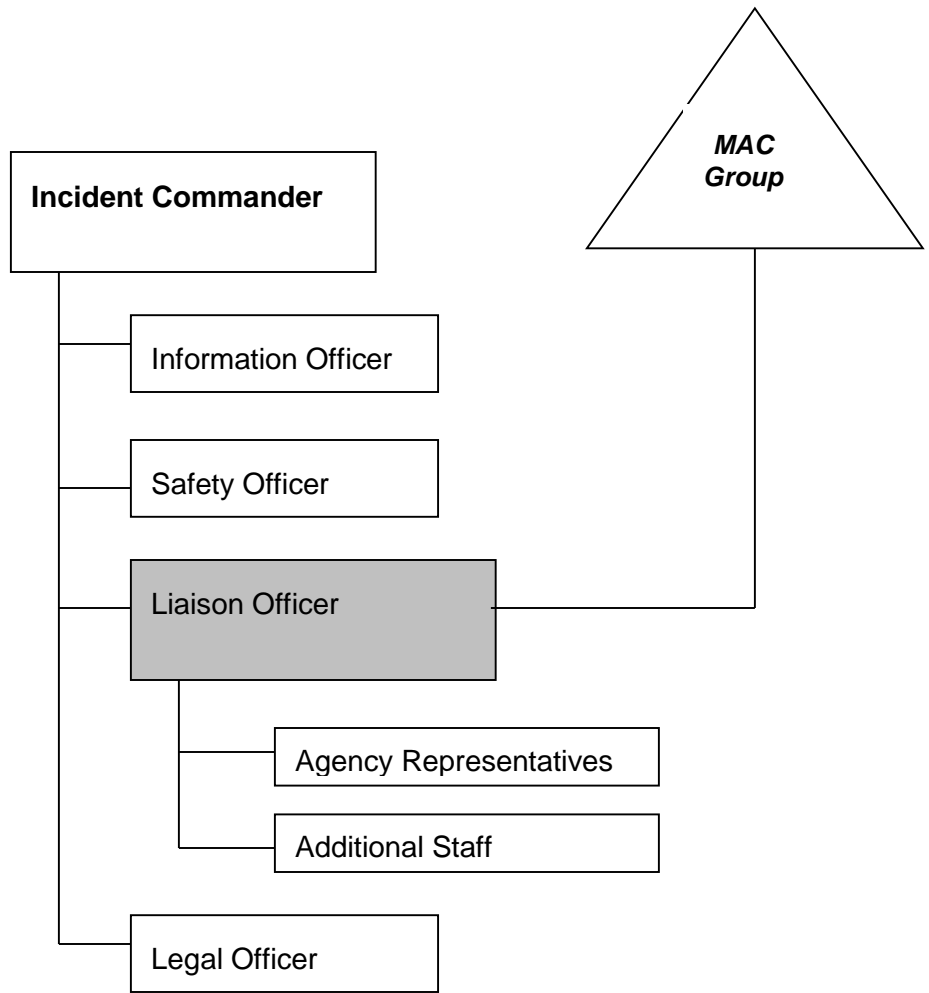 MAC
Group
Incident Commander
Information Officer
Safety Officer
Liaison Officer
Agency Representatives
Additional Staff
Legal Officer